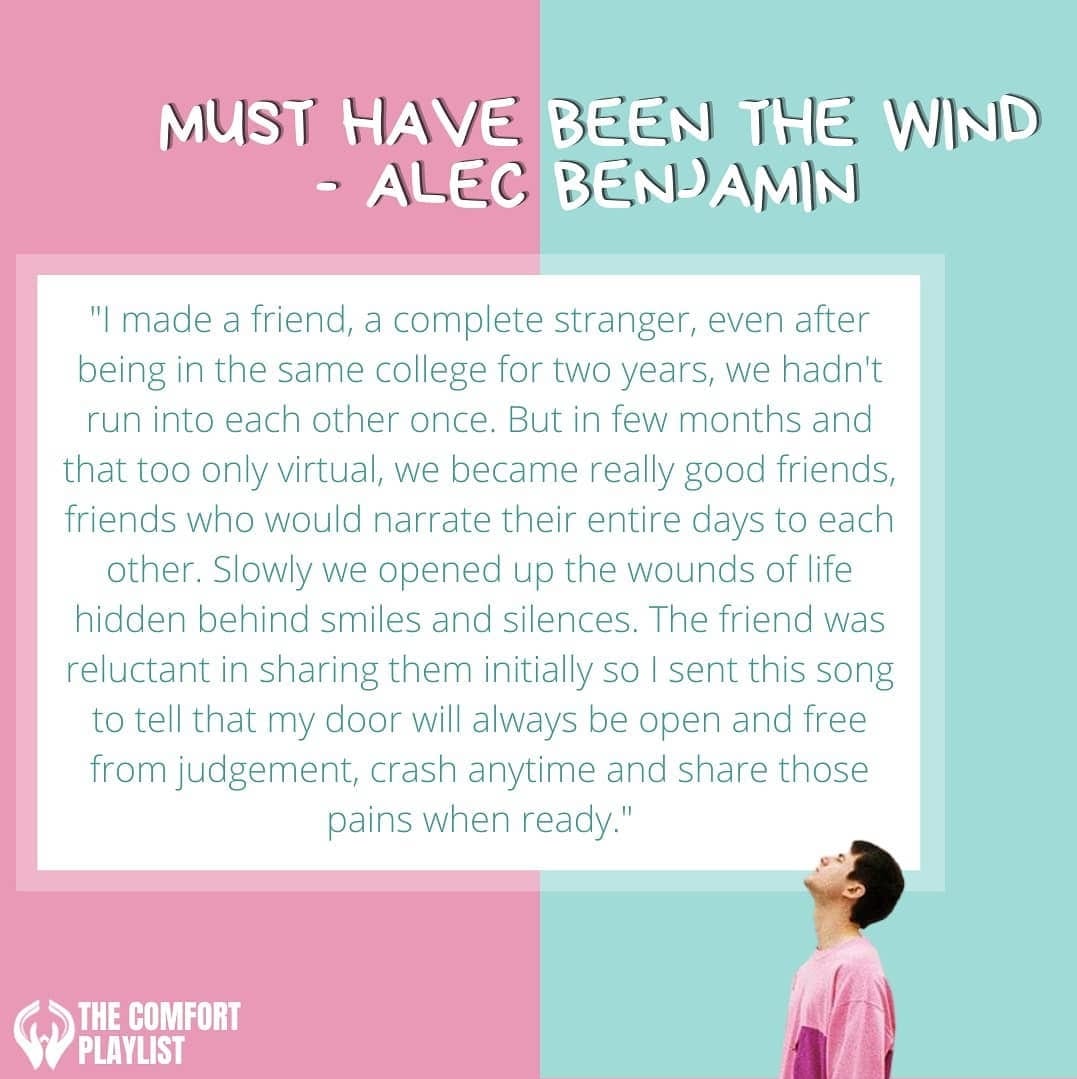 MUST HAVE BEEN THE WIND
- ALEC BENJAMIN
"I made a friend, a complete stranger, even after
being in the same college for two years, we hadn't
run into each other once. But in few months and
that too only virtual, we became really good friends,
friends who would narrate their entire days to each
other. Slowly we opened up the wounds of life
hidden behind smiles and silences. The friend was
reluctant in sharing them initially so I sent this song
to tell that my door will always be open and free
from judgement, crash anytime and share those
pains when ready."
THE COMFORT
PLAYLIST